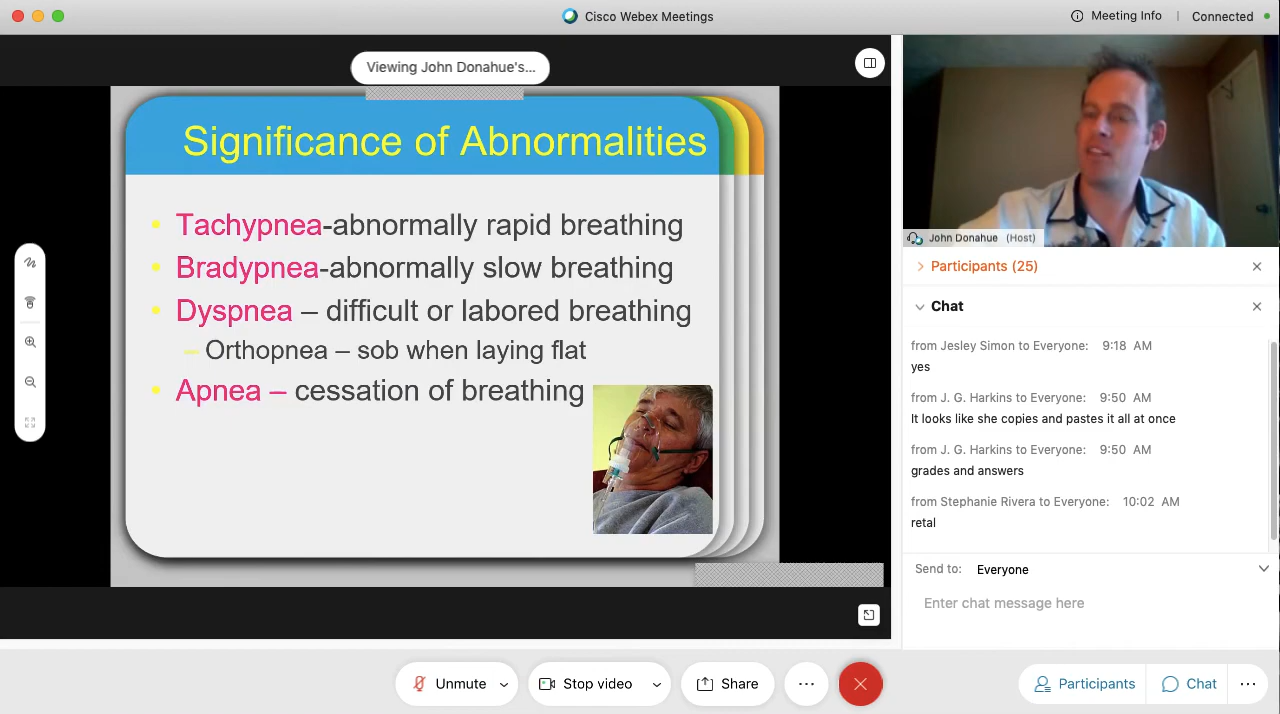 Cisco Webex Meetings
Meeting Info
Connected
Viewing John Donahue's...
Significance of Abnormalities
Tachypnea-abnormally rapid breathing
Bradypnea-abnormally slow breathing
Dyspnea – difficult or labored breathing
– Orthopnea – sob when laying flat
Apnea – cessation of breathing
John Donahue (Host)
Participants (25)
Chat
from Jesley Simon to Everyone: 9:18 AM
yes
from J. G. Harkins to Everyone: 9:50 AM
It looks like she copies and pastes it all at once
from J. G. Harkins to Everyone: 9:50 AM
grades and answers
from Stephanie Rivera to Everyone: 10:02 AM
retal
Send to: Everyone
Enter chat message here
Unmute
Stop video
Share
Participants
Chat